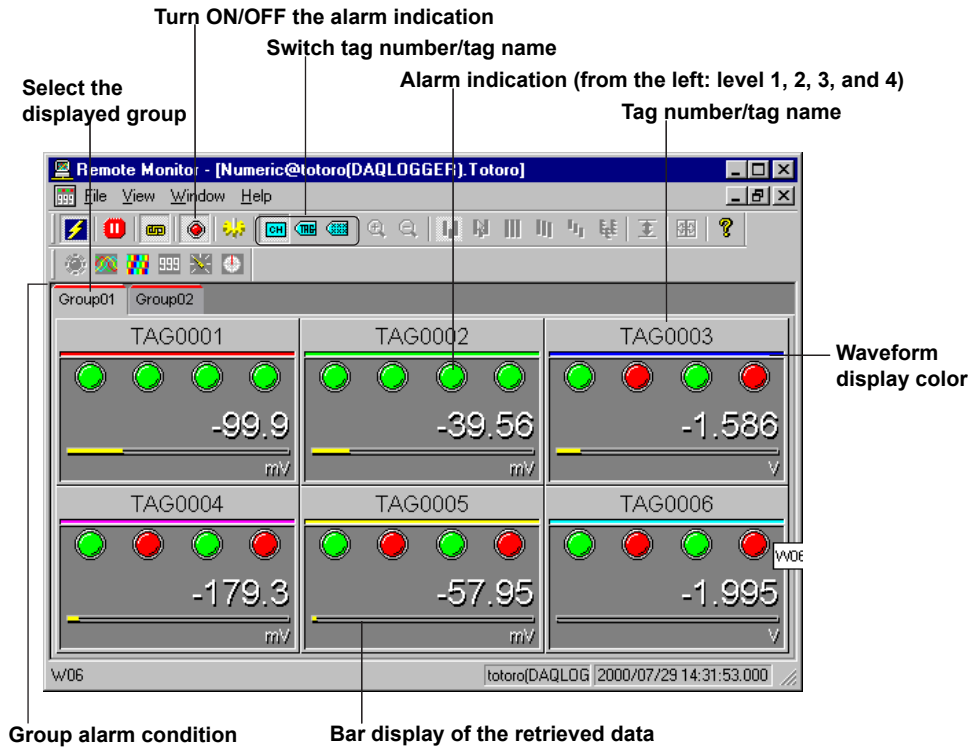 Turn ON/OFF the alarm indication
Switch tag number/tag name
Alarm indication (from the left: level 1, 2, 3, and 4)
Select the
displayed group
Tag number/tag name
Remote Monitor - [Numeric@totoro(DAQLOGGER).Totoro]
999 File View Window Help
CH TAG
999
Group01 Group02
TAG0001 TAG0002 TAG0003
Waveform
display color
-99.9 -39.56 -1.586
mV mV V
TAG0004 TAG0005 TAG0006
W06
-179.3 -57.95 -1.995
mV mV V
W06 totoro(DAQLOG 2000/07/29 14:31:53.000
Group alarm condition Bar display of the retrieved data